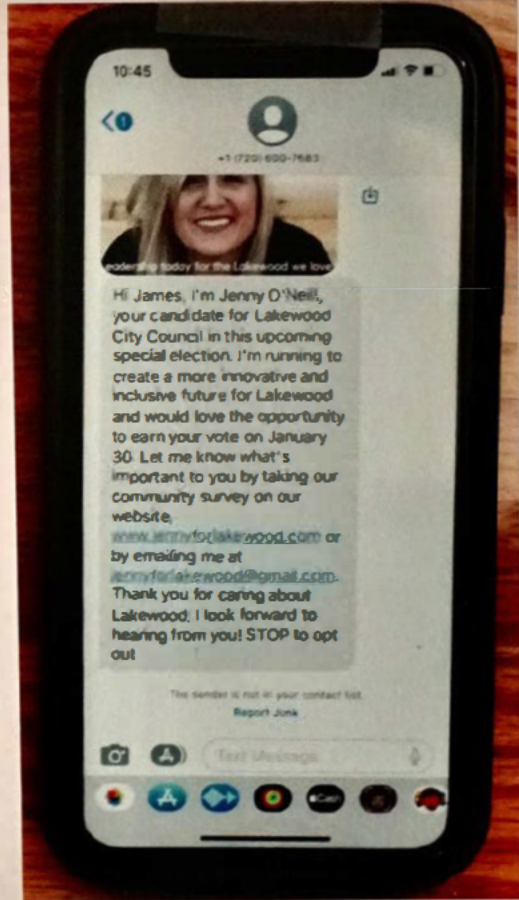 10:45
1
+1 (720) 600-7683
eadership today for the Lakewood we love
Hi James, I'm Jenny O'Neill,
your candidate for Lakewood
City Council in this upcoming
special election. I'm running to
create a more innovative and
inclusive future for Lakewood
and would love the opportunity
to earn your vote on January
30. Let me know what's
important to you by taking our
community survey on our
website
www.jennyforlakewood.com or
by emailing me at
jennyforlakewood@gmail.com.
Thank you for caring about
Lakewood. I look forward to
hearing from you! STOP to opt
out
The sender is not in your contact list.
Report Junk
Text Message